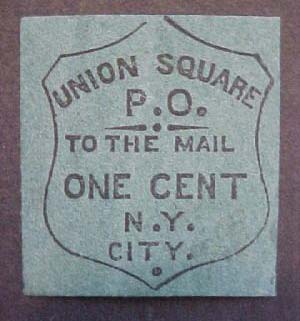 UNION SQUARE
P.O.
TO THE MAIL
ONE CENT
N.Y.
CITY.